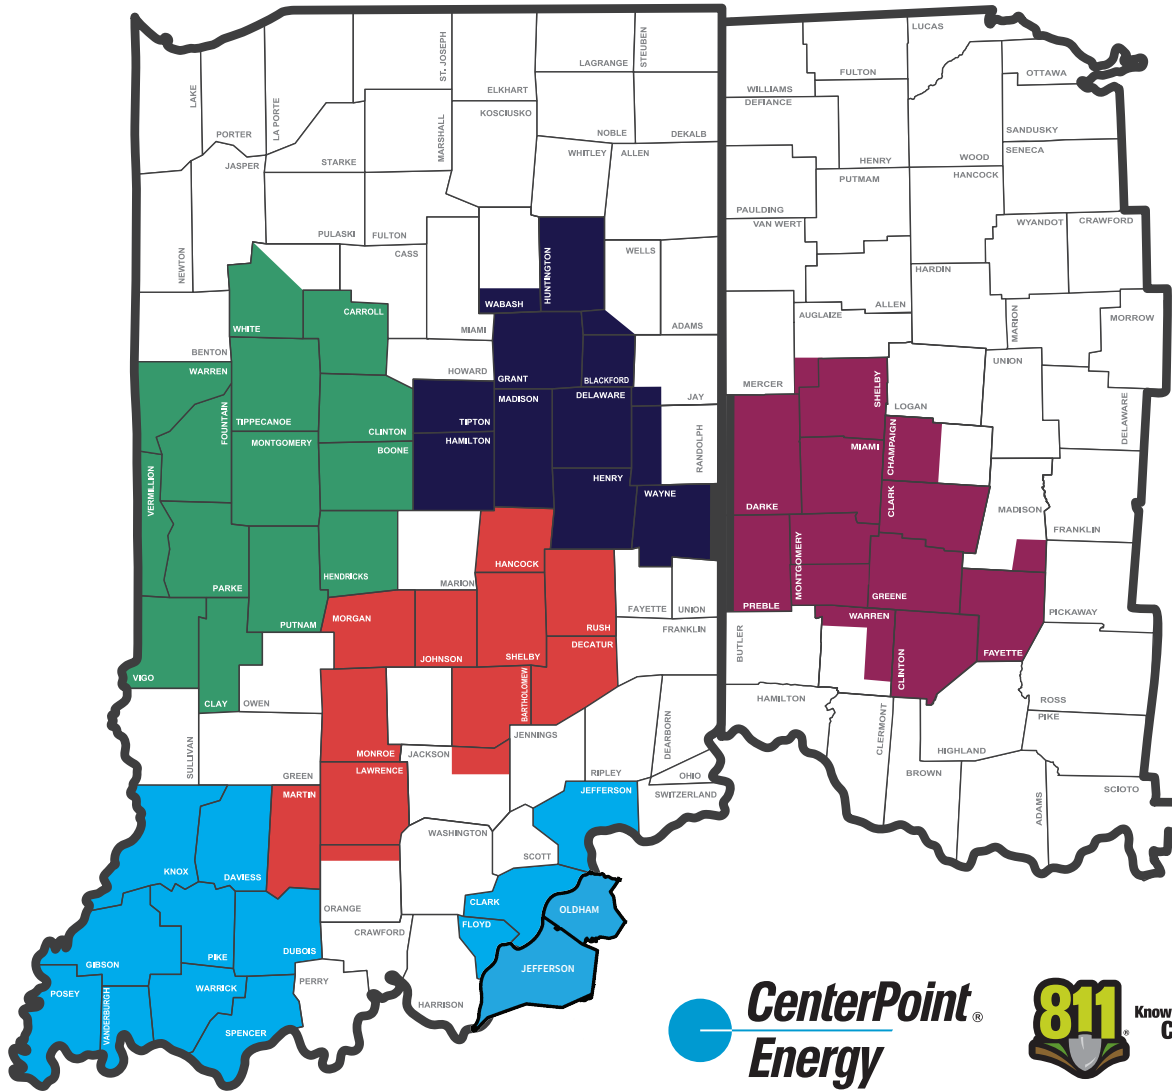 LUCAS
STEUBEN
ST. JOSEPH
LAGRANGE
FULTON
OTTAWA
LAKE
LA PORTE
ELKHART
WILLIAMS
DEFIANCE
KOSCIUSKO
PORTER
MARSHALL
NOBLE
DEKALB
SANDUSKY
SENECA
JASPER
STARKE
WHITLEY
ALLEN
HENRY
WOOD
HANCOCK
PUTMAM
PAULDING
VAN WERT
WYANDOT
CRAWFORD
NEWTON
PULASKI
FULTON
CASS
WELLS
HARDIN
HUNTINGTON
WABASH
WHITE
CARROLL
MIAMI
ADAMS
ALLEN
AUGLAIZE
MARION
MORROW
BENTON
WARREN
HOWARD
GRANT
BLACKFORD
UNION
MERCER
SHELBY
LOGAN
DELAWARE
FOUNTAIN
TIPPECANOE
CLINTON
TIPTON
MADISON
DELAWARE
JAY
MONTGOMERY
BOONE
HAMILTON
RANDOLPH
MIAMI
CHAMPAIGN
VERMILLION
HENRY
WAYNE
DARKE
CLARK
MADISON
FRANKLIN
PARKE
HENDRICKS
MARION
HANCOCK
MONTGOMERY
PREBLE
GREENE
PUTNAM
MORGAN
FAYETTE
UNION
FRANKLIN
RUSH
DECATUR
WARREN
PICKAWAY
BUTLER
VIGO
JOHNSON
SHELBY
CLINTON
FAYETTE
CLAY
OWEN
BARTHOLOMEW
HAMILTON
ROSS
PIKE
SULLIVAN
MONROE
LAWRENCE
JACKSON
JENNINGS
DEARBORN
CLERMONT
HIGHLAND
GREEN
RIPLEY
OHIO
SWITZERLAND
BROWN
MARTIN
JEFFERSON
ADAMS
SCIOTO
WASHINGTON
SCOTT
KNOX
DAVIESS
ORANGE
CLARK
OLDHAM
FLOYD
CRAWFORD
DUBOIS
GIBSON
PIKE
JEFFERSON
POSEY
VANDERBURGH
WARRICK
PERRY
HARRISON
SPENCER
CenterPoint®
Energy
811®
Know
C